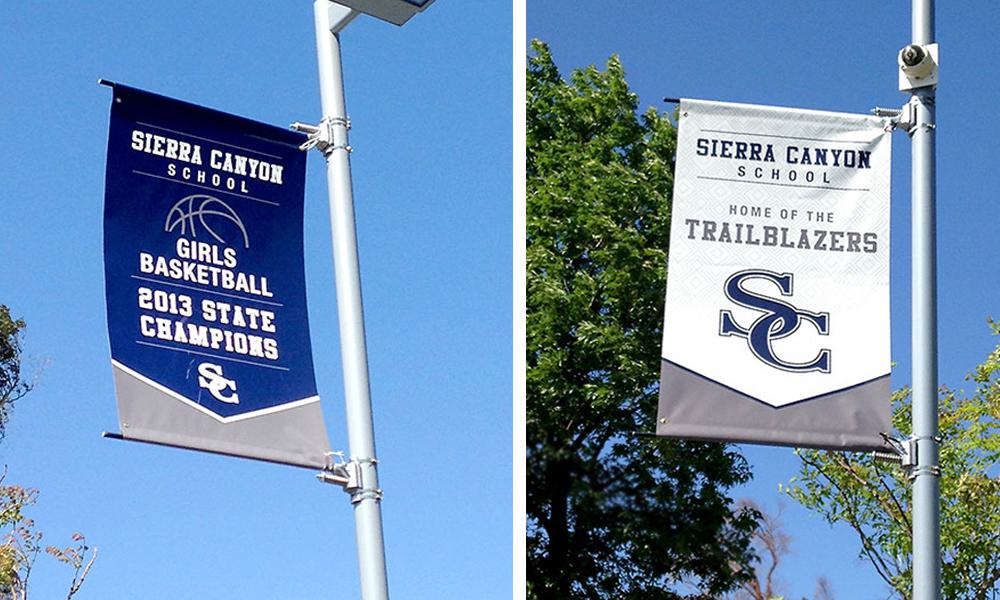 SIERRA CANYON
SCHOOL
GIRLS
BASKETBALL
2013 STATE
CHAMPIONS
SC
SIERRA CANYON
SCHOOL
HOME OF THE
TRAILBLAZERS
SC